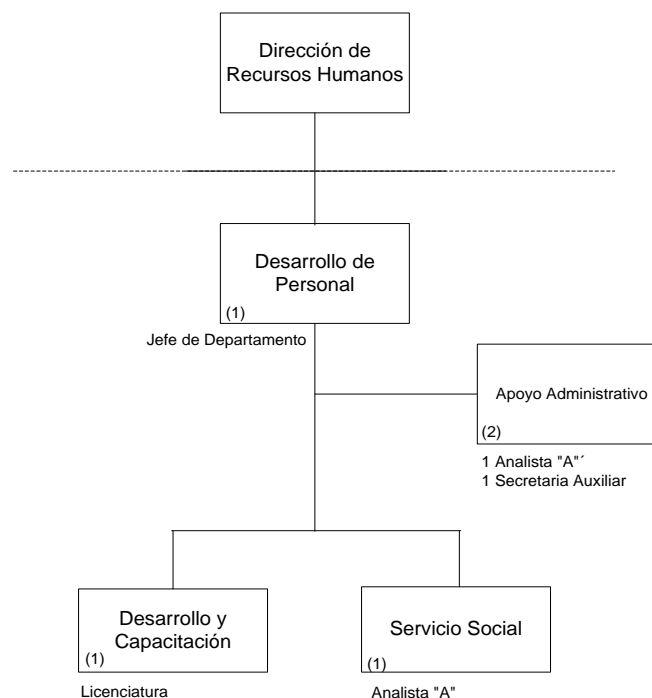 Dirección de
Recursos Humanos
Desarrollo de
Personal
(1)
Jefe de Departamento
Apoyo Administrativo
(2)
1 Analista "A"´
1 Secretaria Auxiliar
Desarrollo y
Capacitación
(1)
Licenciatura
Servicio Social
(1)
Analista "A"